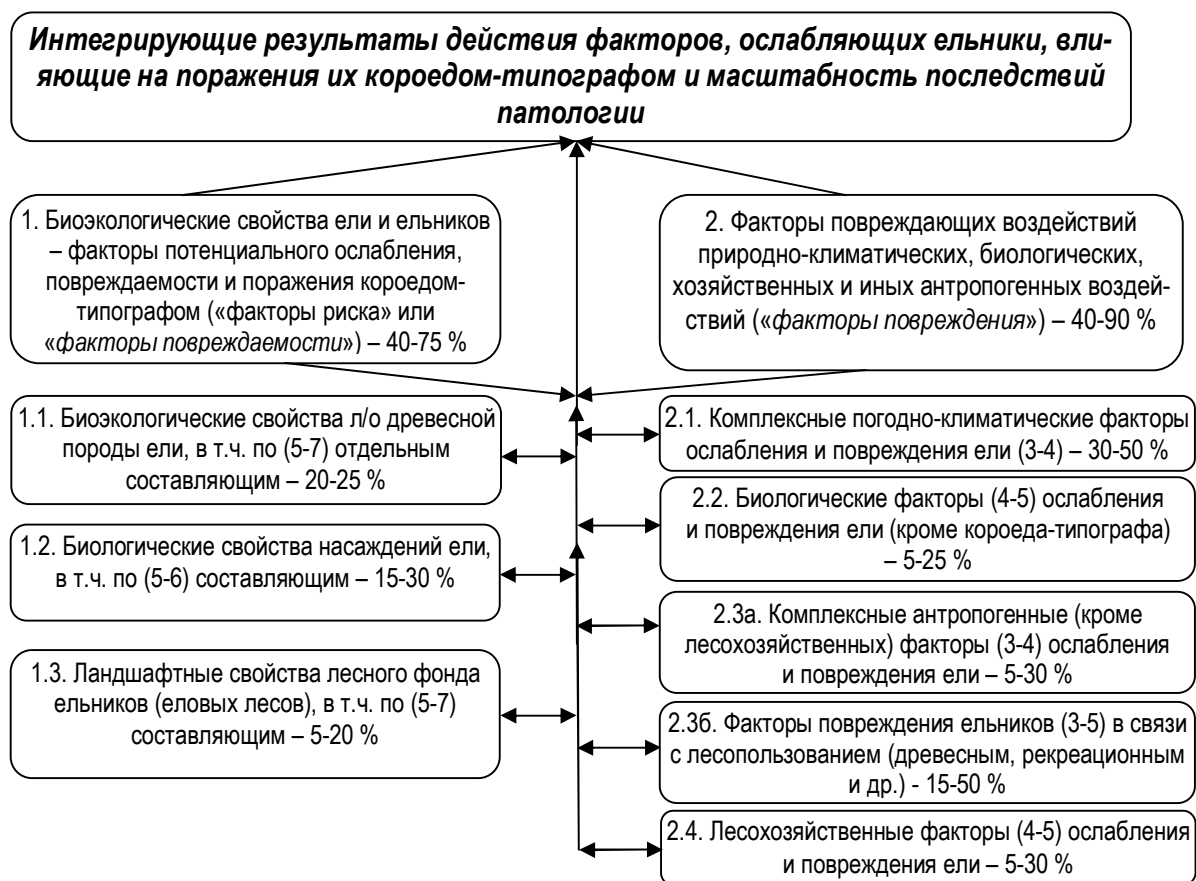 Интегрирующие результаты действия факторов, ослабляющих ельники, вли-
яющие на поражения их короедом-типографом и масштабность последствий
патологии
1. Биоэкологические свойства ели и ельников
– факторы потенциального ослабления,
повреждаемости и поражения короедом-
типографом («факторы риска» или
«факторы повреждаемости») – 40-75 %
2. Факторы повреждающих воздействий
природно-климатических, биологических,
хозяйственных и иных антропогенных воздей-
ствий («факторы повреждения») – 40-90 %
1.1. Биоэкологические свойства л/о древесной
породы ели, в т.ч. по (5-7) отдельным
составляющим – 20-25 %
1.2. Биологические свойства насаждений ели,
в т.ч. по (5-6) составляющим – 15-30 %
1.3. Ландшафтные свойства лесного фонда
ельников (еловых лесов), в т.ч. по (5-7)
составляющим – 5-20 %
2.1. Комплексные погодно-климатические факторы
ослабления и повреждения ели (3-4) – 30-50 %
2.2. Биологические факторы (4-5) ослабления
и повреждения ели (кроме короеда-типографа)
– 5-25 %
2.3а. Комплексные антропогенные (кроме
лесохозяйственных) факторы (3-4) ослабления
и повреждения ели – 5-30 %
2.3б. Факторы повреждения ельников (3-5) в связи
с лесопользованием (древесным, рекреационным
и др.) - 15-50 %
2.4. Лесохозяйственные факторы (4-5) ослабления
и повреждения ели – 5-30 %